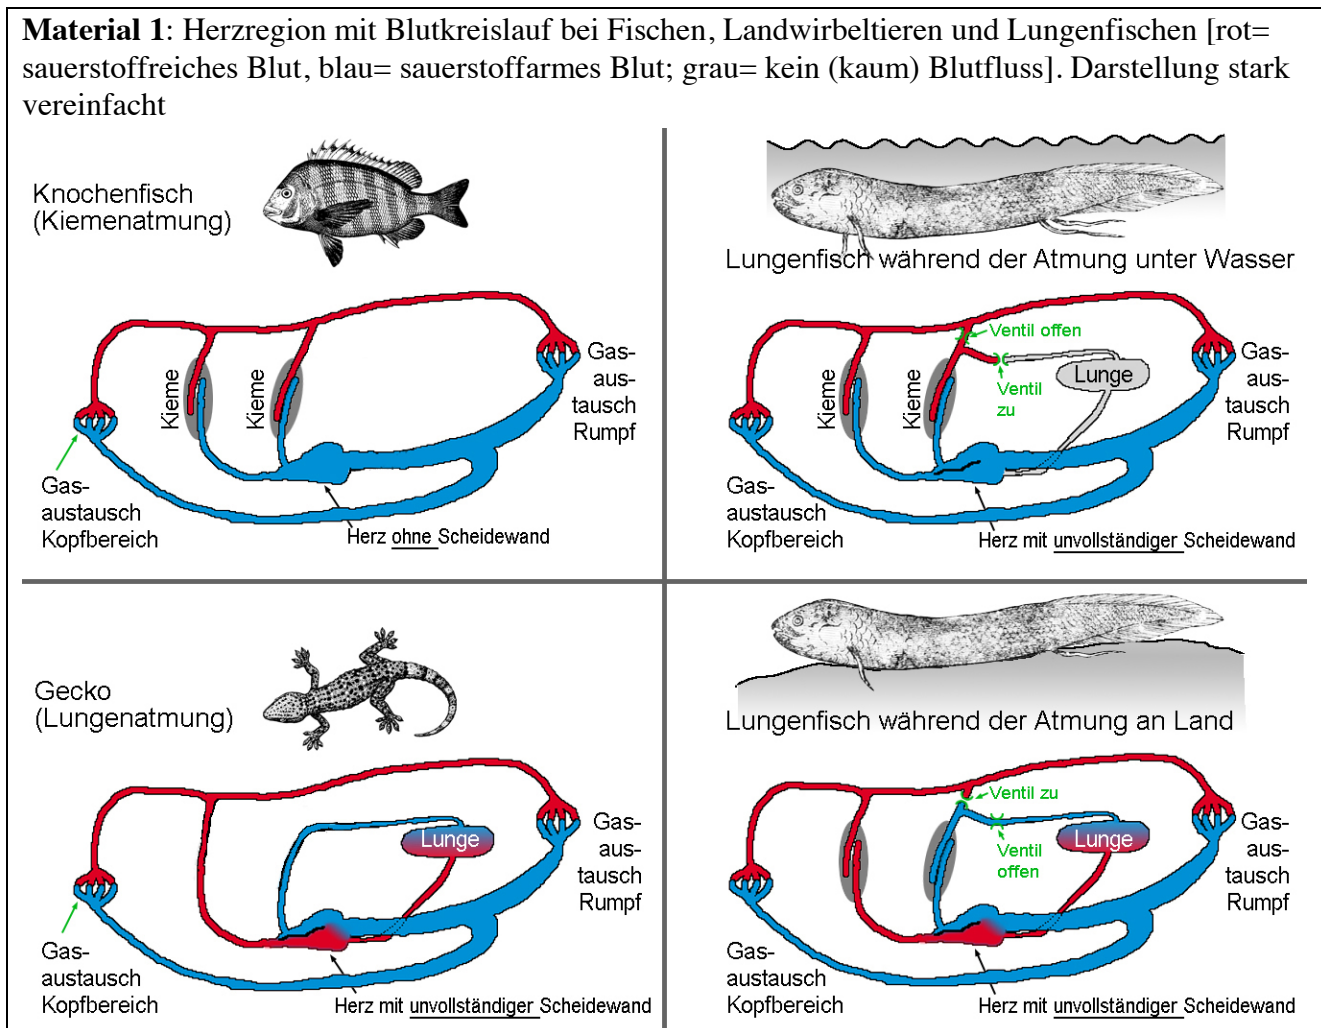 Material 1: Herzregion mit Blutkreislauf bei Fischen, Landwirbeltieren und Lungenfischen [rot=
sauerstoffreiches Blut, blau= sauerstoffarmes Blut; grau= kein (kaum) Blutfluss]. Darstellung stark
vereinfacht
Knochenfisch
(Kiemenatmung)
Kieme
Kieme
Gas-
aus-
tausch
Rumpf
Gas-
austausch
Kopfbereich
Herz ohne Scheidewand
Lungenfisch während der Atmung unter Wasser
Ventil offen
Ventil
zu
Lunge
Kieme
Kieme
Gas-
aus-
tausch
Rumpf
Gas-
austausch
Kopfbereich
Herz mit unvollständiger Scheidewand
Gecko
(Lungenatmung)
Lunge
Gas-
aus-
tausch
Rumpf
Gas-
austausch
Kopfbereich
Herz mit unvollständiger Scheidewand
Lungenfisch während der Atmung an Land
Ventil zu
Ventil
offen
Lunge
Gas-
aus-
tausch
Rumpf
Gas-
austausch
Kopfbereich
Herz mit unvollständiger Scheidewand